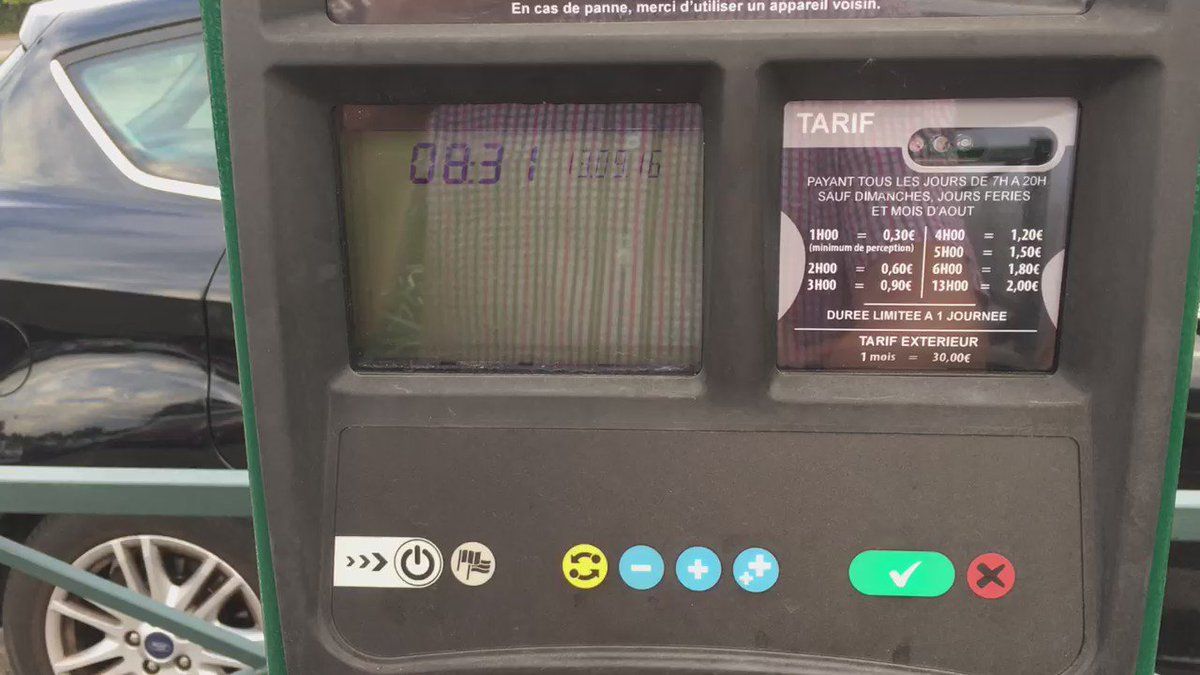 En cas de panne, merci d'utiliser un appareil voisin.
08:31 13.09 16
TARIF
PAYANT TOUS LES JOURS DE 7H A 20H
SAUF DIMANCHES, JOURS FERIES
ET MOIS D'AOUT
1H00 = 0,30€
(minimum de perception)
2H00 = 0,60€
3H00 = 0,90€
4H00 = 1,20€
5H00 = 1,50€
6H00 = 1,80€
13H00 = 2,00€
DUREE LIMITEE A 1 JOURNEE
TARIF EXTERIEUR
1 mois = 30,00€